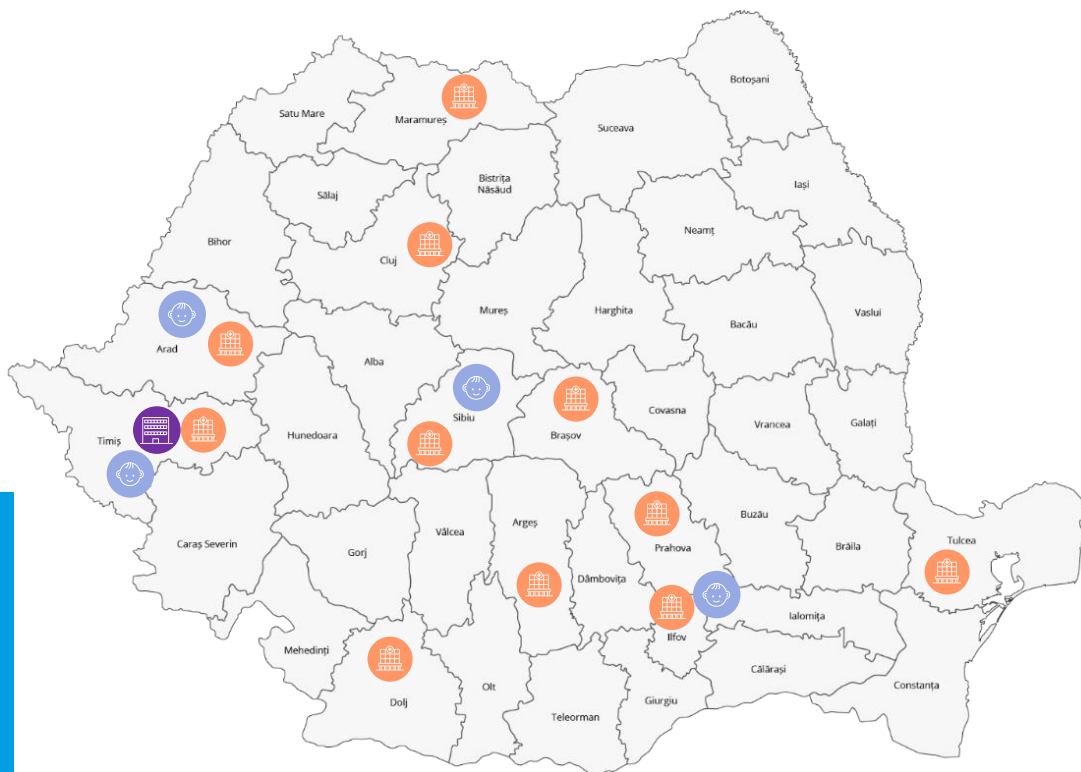 Botoșani
Satu Mare
Maramureș
Suceava
Iași
Bistrița
Năsăud
Sălaj
Neamț
Bihor
Cluj
Mureș
Harghita
Bacău
Vaslui
Arad
Alba
Sibiu
Brașov
Covasna
Vrancea
Galați
Timiș
Hunedoara
Caraș Severin
Gorj
Vâlcea
Argeș
Dâmbovița
Prahova
Buzău
Brăila
Tulcea
Mehedinți
Dolj
Olt
Teleorman
Ilfov
Giurgiu
Ialomița
Călărași
Constanța